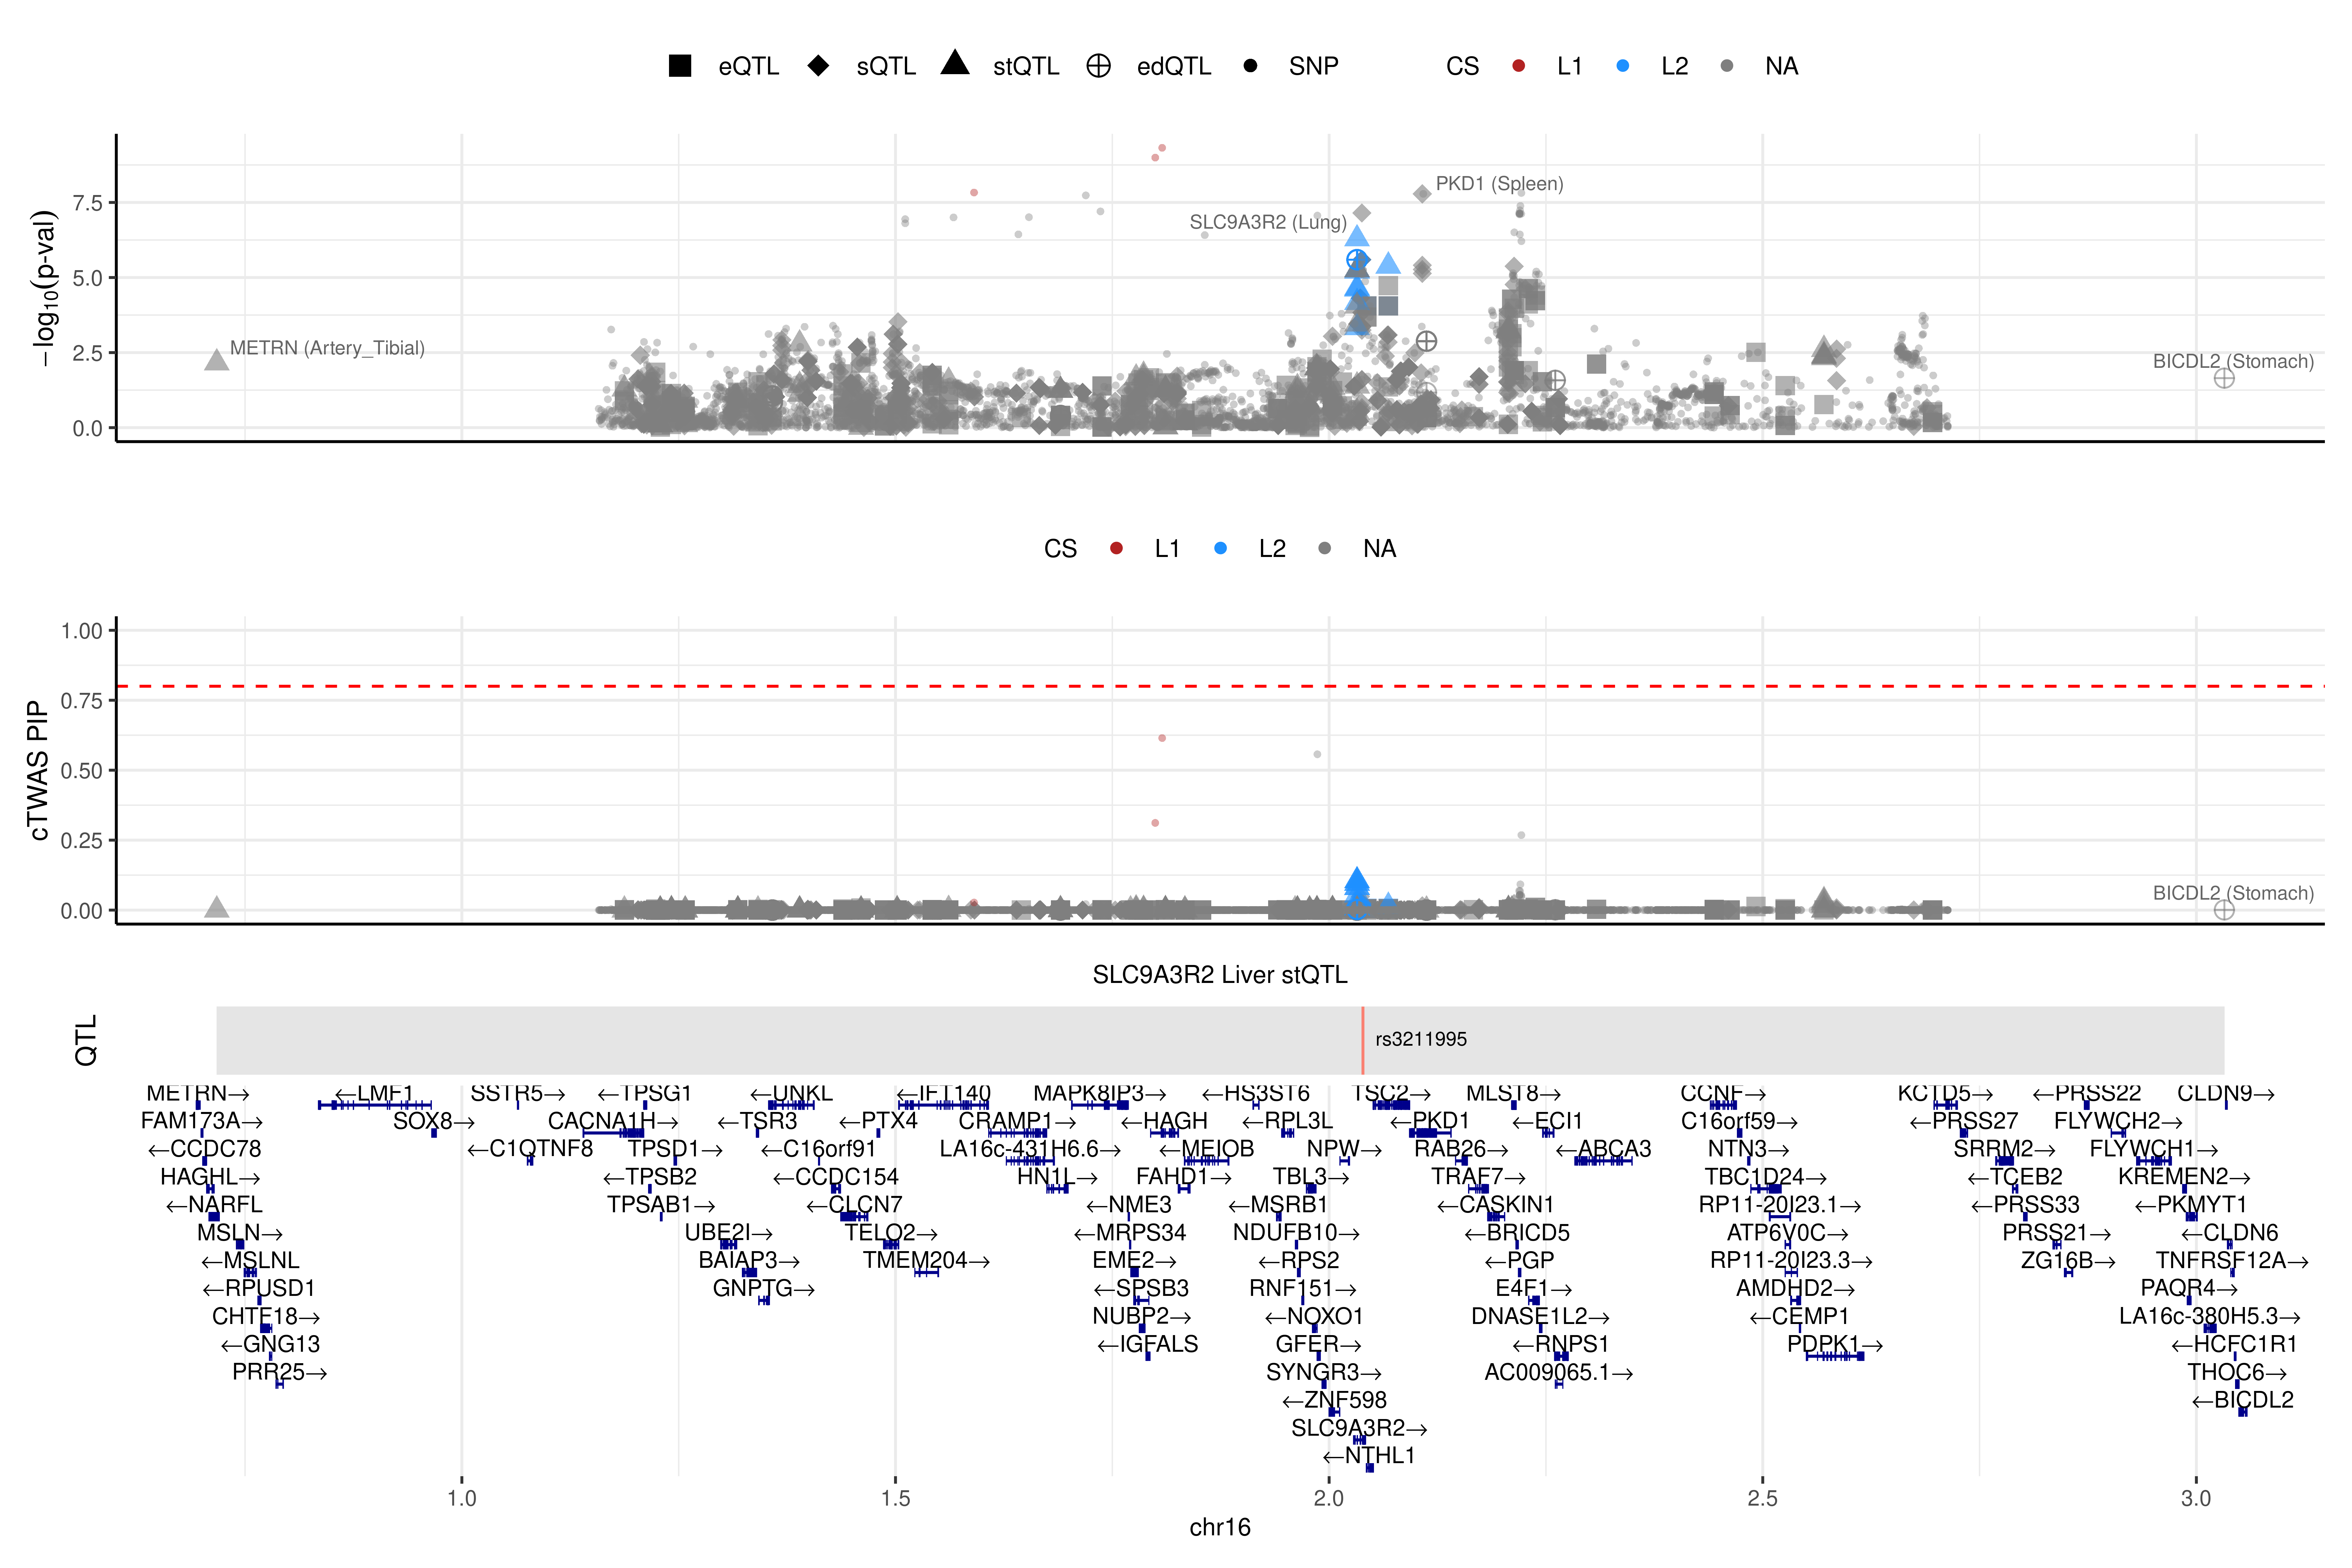 eQTL sQTL stQTL edQTL SNP CS L1 L2 NA
−log10(p-val)
7.5
5.0
2.5
0.0
PKD1 (Spleen)
SLC9A3R2 (Lung)
METRN (Artery_Tibial)
BICDL2 (Stomach)
CS L1 L2 NA
cTWAS PIP
1.00
0.75
0.50
0.25
0.00
BICDL2 (Stomach)
SLC9A3R2 Liver stQTL
QTL
rs3211995
METRN→ ←LMF1 SSTR5→ ←TPSG1 ←UNKL ←IFT140 MAPK8IP3→ ←HS3ST6 TSC2→ MLST8→ CCNF→ KCTD5→ ←PRSS22 CLDN9→
FAM173A→ SOX8→ CACNA1H→ ←TSR3 ←PTX4 CRAMP1→ ←HAGH ←RPL3L ←PKD1 ←ECI1 C16orf59→ ←PRSS27 FLYWCH2→
←CCDC78 ←C1QTNF8 TPSD1→ ←C16orf91 LA16c-431H6.6→ ←MEIOB NPW→ RAB26→ ←ABCA3 NTN3→ SRRM2→ FLYWCH1→
HAGHL→ ←TPSB2 ←CCDC154 HN1L→ FAHD1→ TBL3→ TRAF7→ TBC1D24→ ←TCEB2 KREMEN2→
←NARFL TPSAB1→ ←CLCN7 ←NME3 ←MSRB1 ←CASKIN1 RP11-20I23.1→ ←PRSS33 ←PKMYT1
MSLN→ UBE2I→ TELO2→ ←MRPS34 NDUFB10→ ←BRICD5 ATP6V0C→ PRSS21→ ←CLDN6
←MSLNL BAIAP3→ TMEM204→ EME2→ ←RPS2 ←PGP RP11-20I23.3→ ZG16B→ TNFRSF12A→
←RPUSD1 GNPTG→ ←SPSB3 RNF151→ E4F1→ AMDHD2→ PAQR4→
CHTF18→ NUBP2→ ←NOXO1 DNASE1L2→ ←CEMP1 LA16c-380H5.3→
←GNG13 ←IGFALS GFER→ ←RNPS1 PDPK1→ ←HCFC1R1
PRR25→ SYNGR3→ AC009065.1→ THOC6→
←ZNF598 ←BICDL2
SLC9A3R2→
←NTHL1
1.0 1.5 2.0 2.5 3.0
chr16